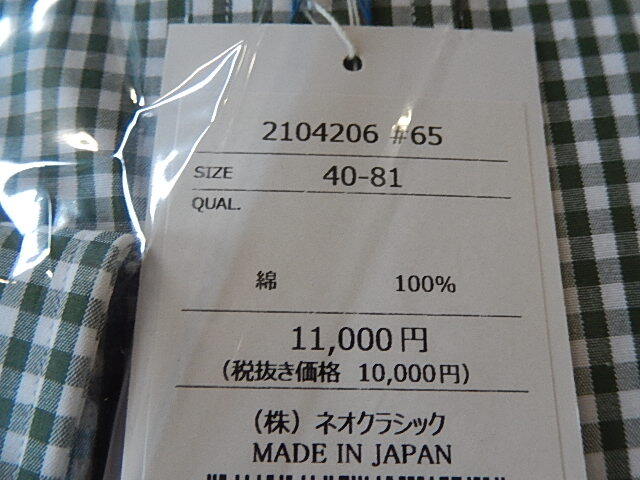 2104206 #65
SIZE 40-81
QUAL.
綿 100%
11,000円
(税抜き価格 10,000円)
(株) ネオクラシック
MADE IN JAPAN